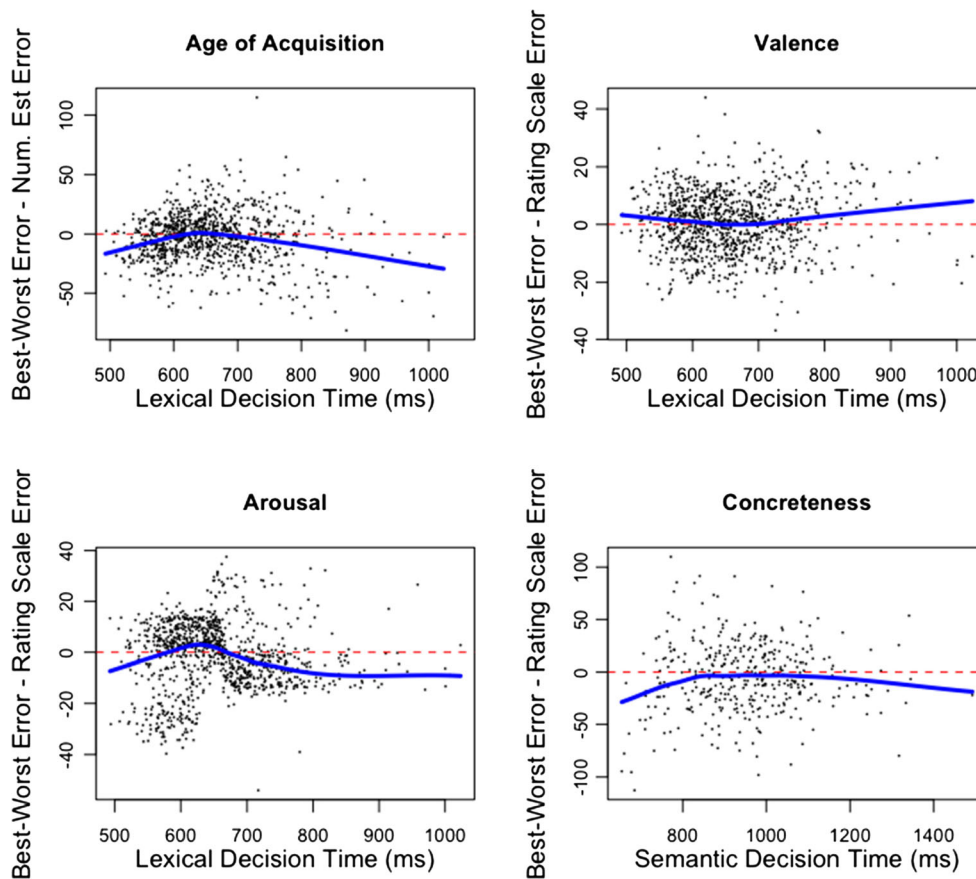 Age of Acquisition
Best-Worst Error - Num. Est Error
100
50
0
-50
500 600 700 800 900 1000
Lexical Decision Time (ms)
Valence
Best-Worst Error - Rating Scale Error
40
20
0
-20
-40
500 600 700 800 900 1000
Lexical Decision Time (ms)
Arousal
Best-Worst Error - Rating Scale Error
40
20
0
-20
-40
500 600 700 800 900 1000
Lexical Decision Time (ms)
Concreteness
Best-Worst Error - Rating Scale Error
100
50
0
-50
-100
800 1000 1200 1400
Semantic Decision Time (ms)